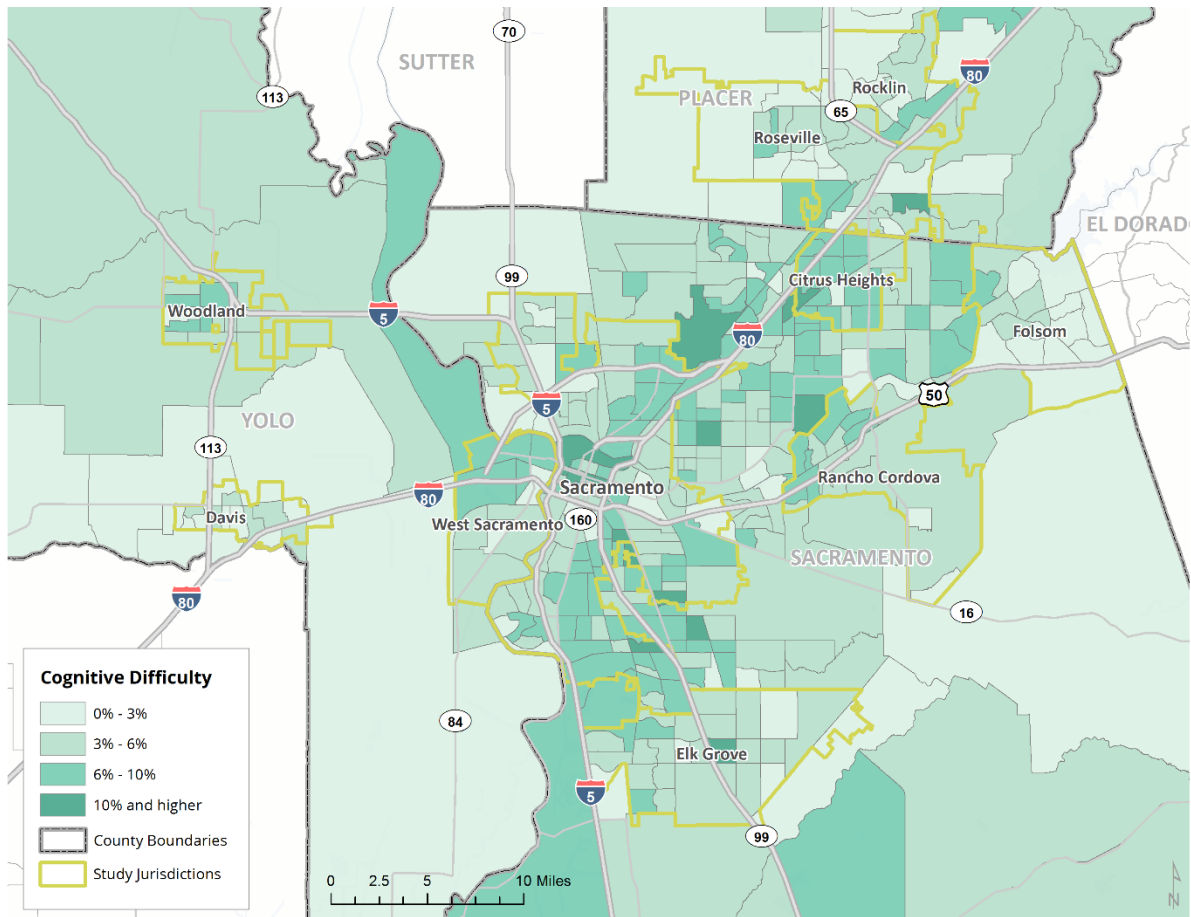 70
SUTTER
80
113
PLACER
Rocklin
65
Roseville
EL DORAD
99
Citrus Heights
Woodland
5
80
Folsom
50
5
YOLO
113
Rancho Cordova
Sacramento
80
Davis
West Sacramento
160
SACRAMENTO
80
16
Cognitive Difficulty
0% - 3%
3% - 6%
6% - 10%
10% and higher
County Boundaries
Study Jurisdictions
84
Elk Grove
5
99
0 2.5 5 10 Miles
N